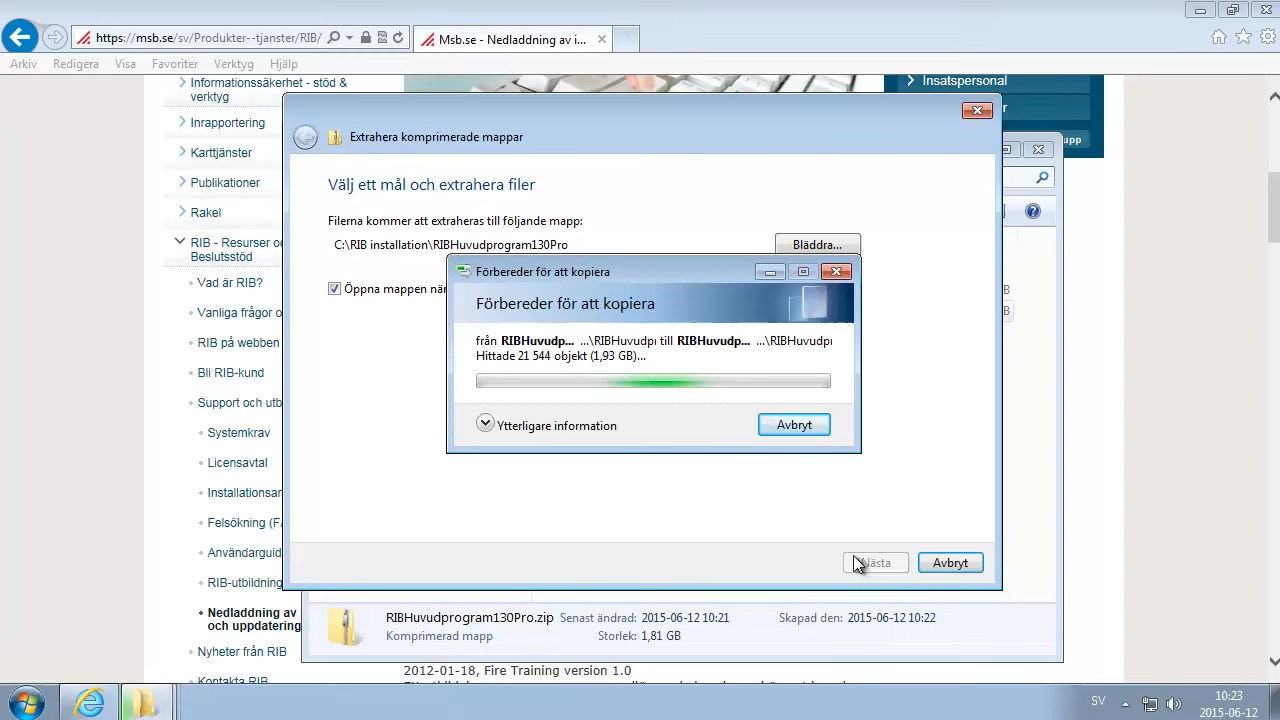 https://msb.se/sv/Produkter--tjanster/RIB/
Msb.se - Nedladdning av i...
Arkiv Redigera Visa Favoriter Verktyg Hjälp
Informationssäkerhet - stöd &
verktyg
Inrapportering
Karttjänster
Publikationer
Rakel
RIB - Resurser
Beslutsstöd
Vad är RIB?
Vanliga frågor
RIB på webben
Bli RIB-kund
Support och
Systemkrav
Licensavtal
Felsökning
RIB-utbildning
Nedladdning av
och uppdatering
Nyheter från RIB
Kontakta RIB
Insatspersonal
upp
Extrahera komprimerade mappar
Välj ett mål och extrahera filer
Filerna kommer att extraheras till följande mapp:
C:\RIB installation\RIBHuvudprogram130Pro
Bläddra...
Öppna mappen när
Förbereder för att kopiera
Förbereder för att kopiera
från RIBHuvudp... ...\RIBHuvudpr till RIBHuvudp... ...\RIBHuvudpr
Hittade 21 544 objekt (1,93 GB)...
Ytterligare information
Avbryt
Nästa
Avbryt
RIBHuvudprogram130Pro.zip Senast ändrad: 2015-06-12 10:21 Skapad den: 2015-06-12 10:22
Komprimerad mapp Storlek: 1,81 GB
2012-01-18, Fire Training version 1.0
SV
10:23
2015-06-12